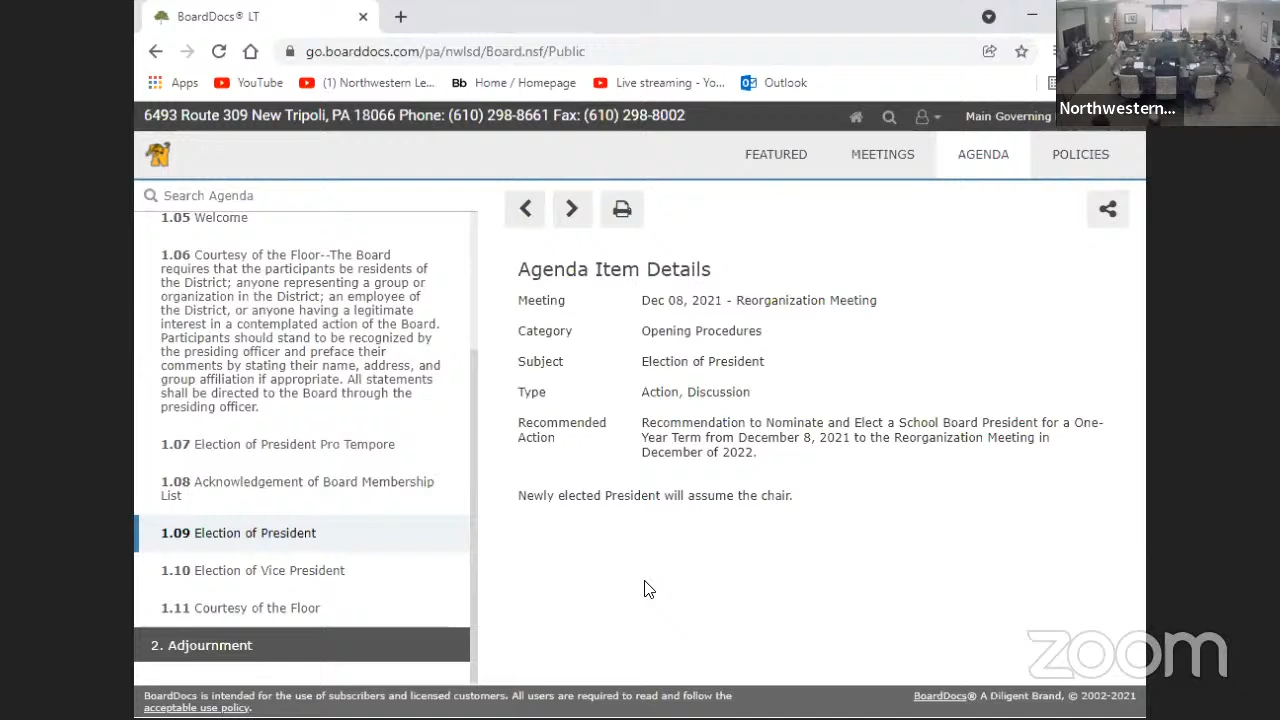 BoardDocs® LT
go.boarddocs.com/pa/nwlsd/Board.nsf/Public
Apps YouTube (1) Northwestern Le... Bb Home / Homepage Live streaming - Yo... Outlook
Northwestern...
6493 Route 309 New Tripoli, PA 18066 Phone: (610) 298-8661 Fax: (610) 298-8002
Main Governing
FEATURED MEETINGS AGENDA POLICIES
Search Agenda
1.05 Welcome
1.06 Courtesy of the Floor--The Board
requires that the participants be residents of
the District; anyone representing a group or
organization in the District; an employee of
the District, or anyone having a legitimate
interest in a contemplated action of the Board.
Participants should stand to be recognized by
the presiding officer and preface their
comments by stating their name, address, and
group affiliation if appropriate. All statements
shall be directed to the Board through the
presiding officer.
1.07 Election of President Pro Tempore
1.08 Acknowledgement of Board Membership
List
1.09 Election of President
1.10 Election of Vice President
1.11 Courtesy of the Floor
2. Adjournment
Agenda Item Details
Meeting Dec 08, 2021 - Reorganization Meeting
Category Opening Procedures
Subject Election of President
Type Action, Discussion
Recommended Recommendation to Nominate and Elect a School Board President for a One-
Action Year Term from December 8, 2021 to the Reorganization Meeting in
December of 2022.
Newly elected President will assume the chair.
zoom
BoardDocs is intended for the use of subscribers and licensed customers. All users are required to read and follow the
acceptable use policy.
BoardDocs® A Diligent Brand, © 2002-2021